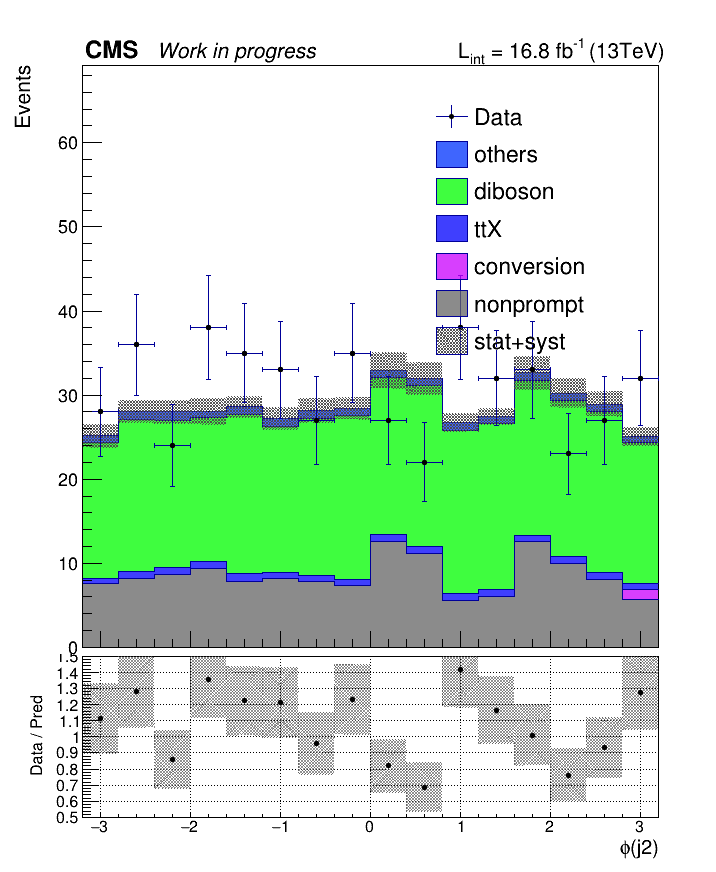 CMS Work in progress L_int = 16.8 fb^-1 (13TeV)
Events
60
50
40
30
20
10
0
Data
others
diboson
ttX
conversion
nonprompt
stat+syst
Data / Pred
1.5
1.4
1.3
1.2
1.1
1
0.9
0.8
0.7
0.6
0.5
−3 −2 −1 0 1 2 3
ϕ(j2)